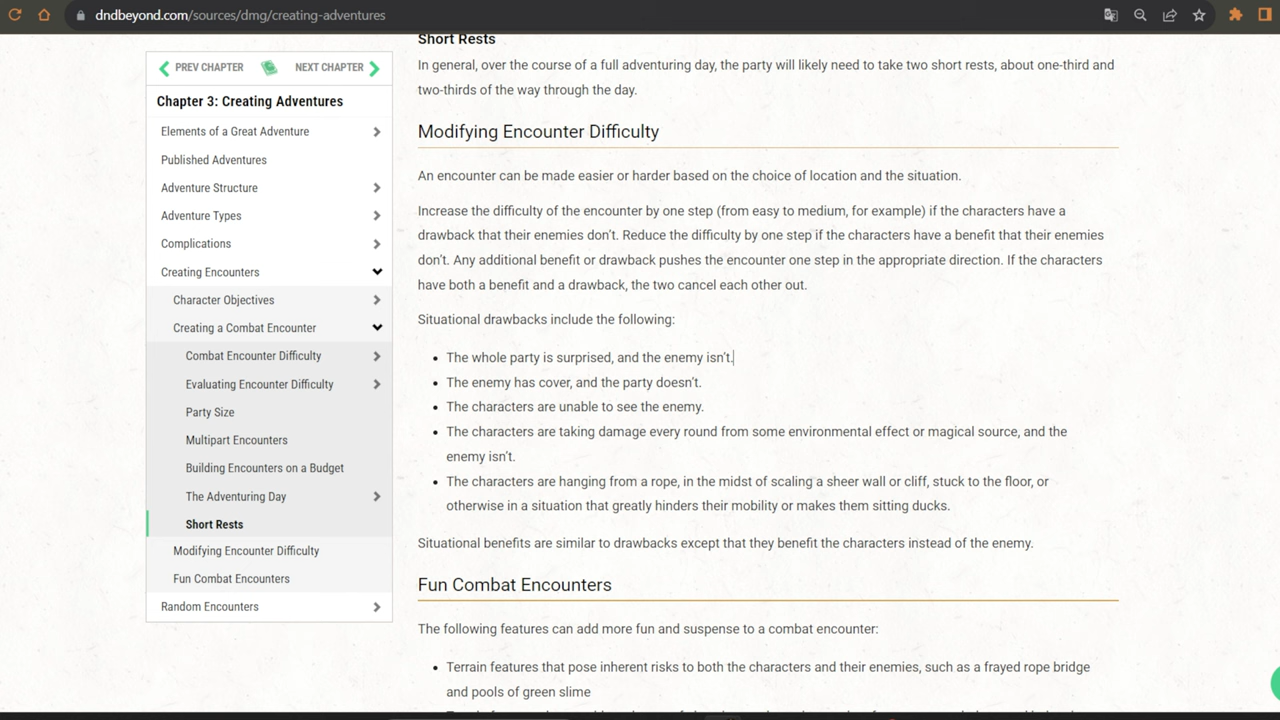 dndbeyond.com/sources/dmg/creating-adventures
PREV CHAPTER
NEXT CHAPTER
Chapter 3: Creating Adventures
Elements of a Great Adventure
Published Adventures
Adventure Structure
Adventure Types
Complications
Creating Encounters
Character Objectives
Creating a Combat Encounter
Combat Encounter Difficulty
Evaluating Encounter Difficulty
Party Size
Multipart Encounters
Building Encounters on a Budget
The Adventuring Day
Short Rests
Modifying Encounter Difficulty
Fun Combat Encounters
Random Encounters
Short Rests
In general, over the course of a full adventuring day, the party will likely need to take two short rests, about one-third and
two-thirds of the way through the day.
Modifying Encounter Difficulty
An encounter can be made easier or harder based on the choice of location and the situation.
Increase the difficulty of the encounter by one step (from easy to medium, for example) if the characters have a
drawback that their enemies don't. Reduce the difficulty by one step if the characters have a benefit that their enemies
don't. Any additional benefit or drawback pushes the encounter one step in the appropriate direction. If the characters
have both a benefit and a drawback, the two cancel each other out.
Situational drawbacks include the following:
• The whole party is surprised, and the enemy isn't.
• The enemy has cover, and the party doesn't.
• The characters are unable to see the enemy.
• The characters are taking damage every round from some environmental effect or magical source, and the
enemy isn't.
• The characters are hanging from a rope, in the midst of scaling a sheer wall or cliff, stuck to the floor, or
otherwise in a situation that greatly hinders their mobility or makes them sitting ducks.
Situational benefits are similar to drawbacks except that they benefit the characters instead of the enemy.
Fun Combat Encounters
The following features can add more fun and suspense to a combat encounter:
• Terrain features that pose inherent risks to both the characters and their enemies, such as a frayed rope bridge
and pools of green slime